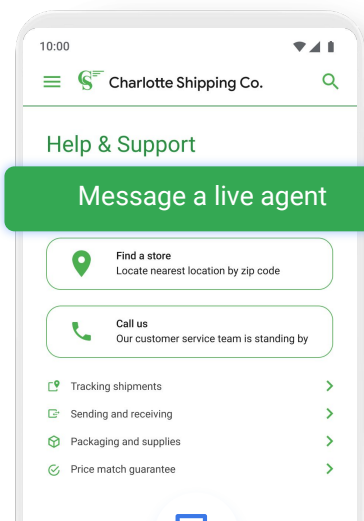 10:00
Charlotte Shipping Co.
Help & Support
Message a live agent
Find a store
Locate nearest location by zip code
Call us
Our customer service team is standing by
Tracking shipments
Sending and receiving
Packaging and supplies
Price match guarantee